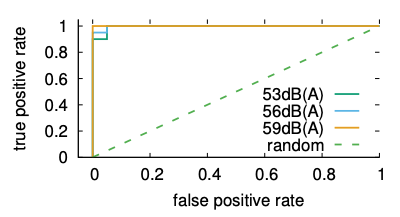 1
0.8
0.6
0.4
0.2
0
true positive rate
53dB(A)
56dB(A)
59dB(A)
random
0 0.2 0.4 0.6 0.8 1
false positive rate